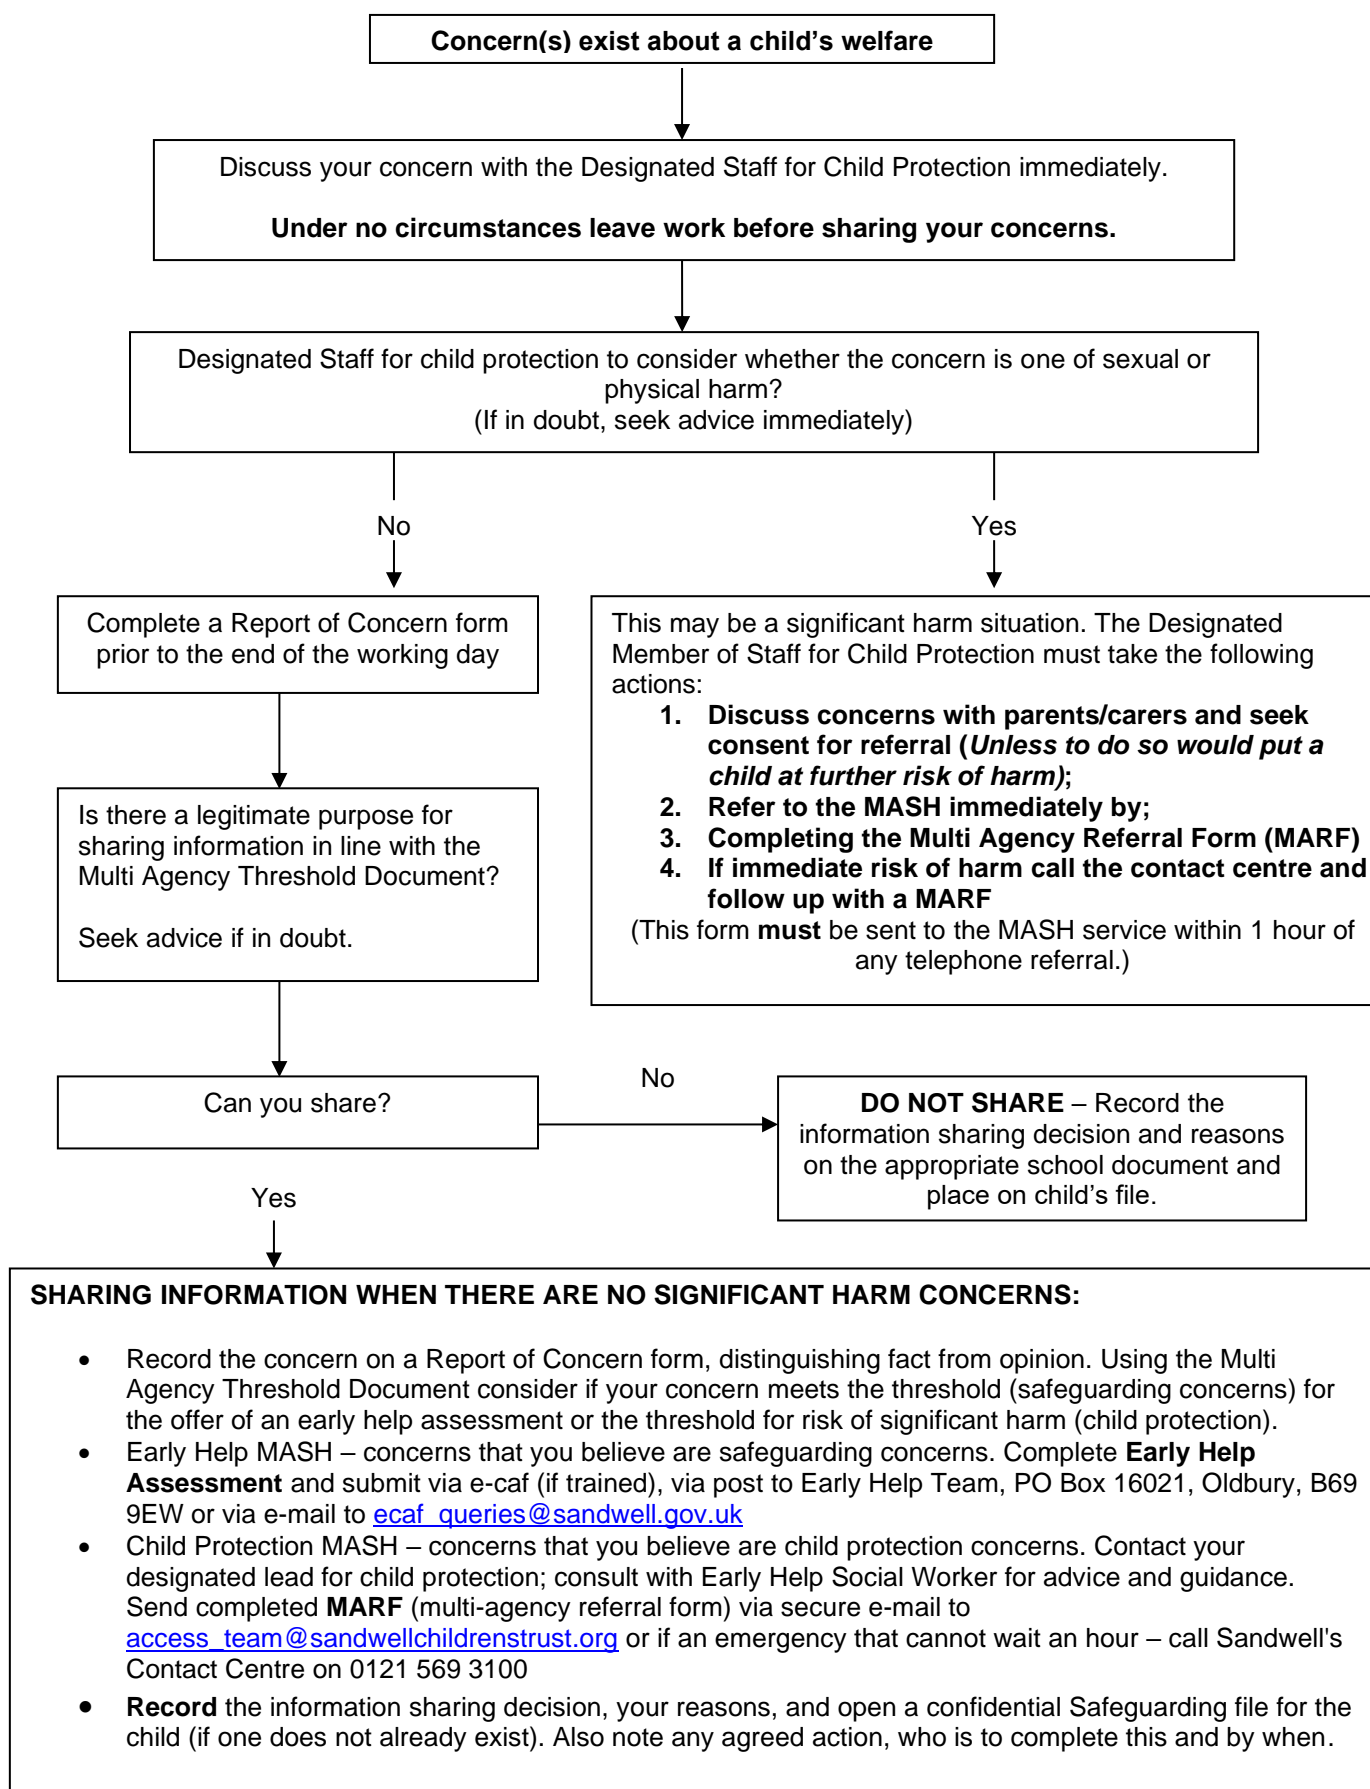 Concern(s) exist about a child's welfare
Discuss your concern with the Designated Staff for Child Protection immediately.
Under no circumstances leave work before sharing your concerns.
Designated Staff for child protection to consider whether the concern is one of sexual or
physical harm?
(If in doubt, seek advice immediately)
No
Yes
Complete a Report of Concern form
prior to the end of the working day
This may be a significant harm situation. The Designated
Member of Staff for Child Protection must take the following
actions:
1. Discuss concerns with parents/carers and seek
consent for referral (Unless to do so would put a
child at further risk of harm);
2. Refer to the MASH immediately by;
3. Completing the Multi Agency Referral Form (MARF)
4. If immediate risk of harm call the contact centre and
follow up with a MARF
(This form must be sent to the MASH service within 1 hour of
any telephone referral.)
Is there a legitimate purpose for
sharing information in line with the
Multi Agency Threshold Document?
Seek advice if in doubt.
Can you share?
No
DO NOT SHARE – Record the
information sharing decision and reasons
on the appropriate school document and
place on child's file.
Yes
SHARING INFORMATION WHEN THERE ARE NO SIGNIFICANT HARM CONCERNS:
• Record the concern on a Report of Concern form, distinguishing fact from opinion. Using the Multi
Agency Threshold Document consider if your concern meets the threshold (safeguarding concerns) for
the offer of an early help assessment or the threshold for risk of significant harm (child protection).
• Early Help MASH – concerns that you believe are safeguarding concerns. Complete Early Help
Assessment and submit via e-caf (if trained), via post to Early Help Team, PO Box 16021, Oldbury, B69
9EW or via e-mail to ecaf_queries@sandwell.gov.uk
• Child Protection MASH – concerns that you believe are child protection concerns. Contact your
designated lead for child protection; consult with Early Help Social Worker for advice and guidance.
Send completed MARF (multi-agency referral form) via secure e-mail to
access_team@sandwellchildrenstrust.org or if an emergency that cannot wait an hour – call Sandwell's
Contact Centre on 0121 569 3100
• Record the information sharing decision, your reasons, and open a confidential Safeguarding file for the
child (if one does not already exist). Also note any agreed action, who is to complete this and by when.